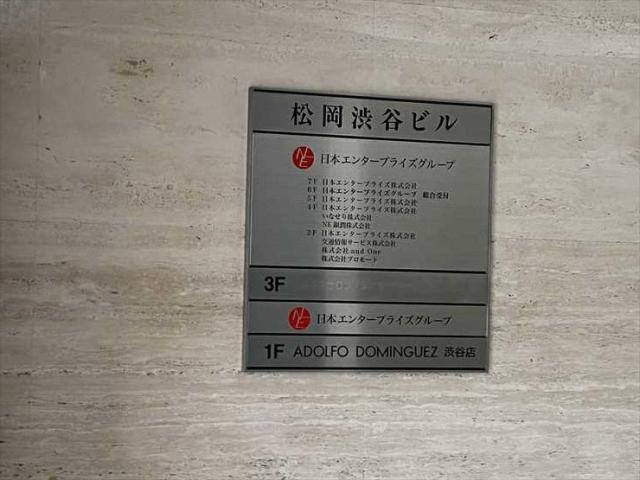 松岡渋谷ビル
NE 日本エンタープライズグループ
7F 日本エンタープライズ株式会社
6F 日本エンタープライズグループ 総合受付
5F 日本エンタープライズ株式会社
4F 日本エンタープライズ株式会社
いなせり株式会社
NE 銀潤株式会社
2F 日本エンタープライズ株式会社
交通情報サービス株式会社
株式会社 and One
株式会社プロモート
3F
NE 日本エンタープライズグループ
1F ADOLFO DOMINGUEZ 渋谷店